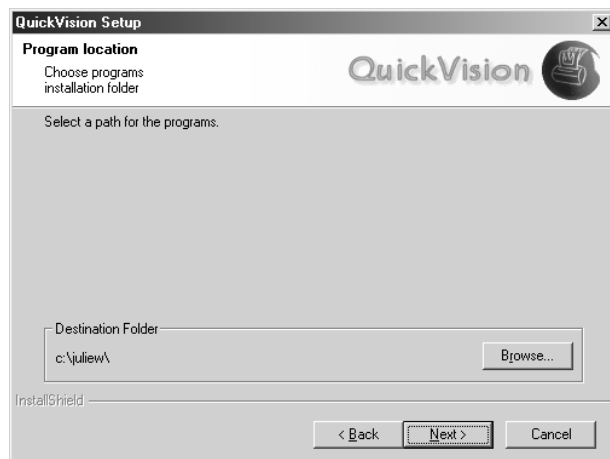 QuickVision Setup
Program location
Choose programs
installation folder
QuickVision
Select a path for the programs.
Destination Folder
c:\juliew\
Browse...
InstallShield
< Back
Next >
Cancel